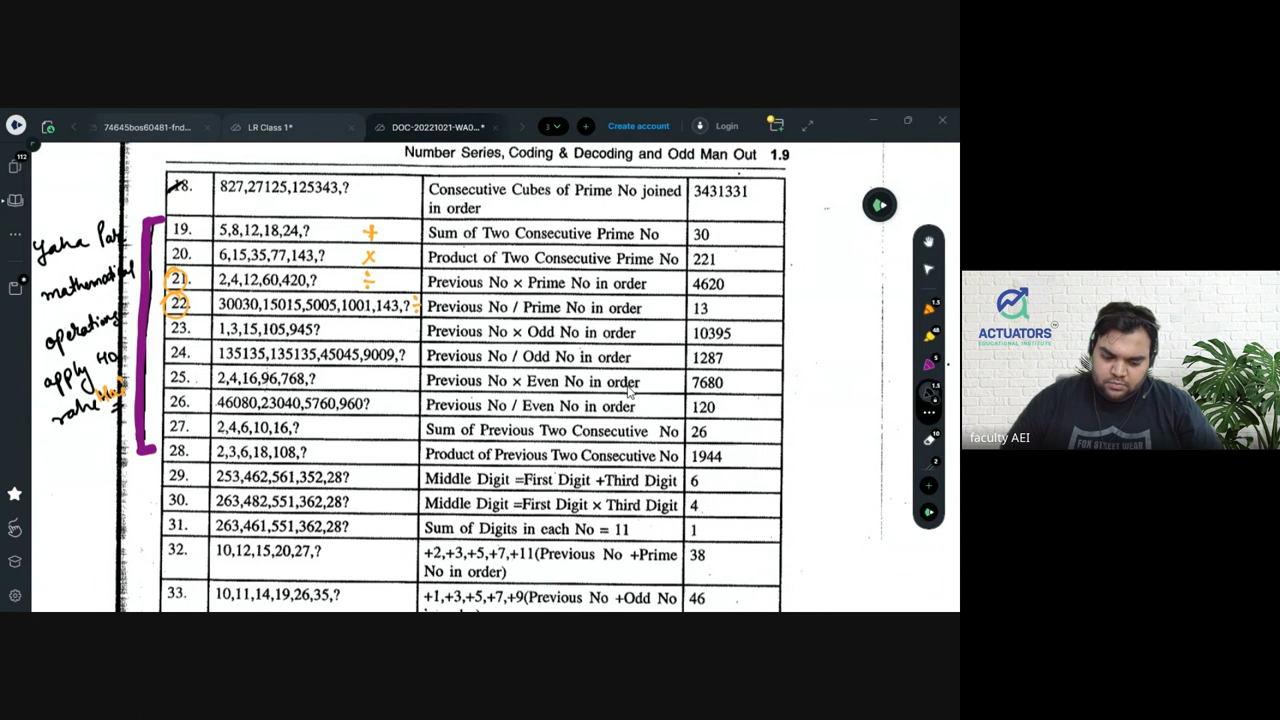 74645bos60481-fnd...
LR Class 1*
DOC-20221021-WA0...*
3
Create account
Login
112
Number Series, Coding & Decoding and Odd Man Out 1.9
18. 827,27125,125343,? Consecutive Cubes of Prime No joined in order 3431331
19. 5,8,12,18,24,? + Sum of Two Consecutive Prime No 30
20. 6,15,35,77,143,? × Product of Two Consecutive Prime No 221
21. 2,4,12,60,420,? ÷ Previous No × Prime No in order 4620
22. 30030,15015,5005,1001,143,? ÷ Previous No / Prime No in order 13
23. 1,3,15,105,945? Previous No × Odd No in order 10395
24. 135135,135135,45045,9009,? Previous No / Odd No in order 1287
25. 2,4,16,96,768,? Previous No × Even No in order 7680
26. 46080,23040,5760,960? Previous No / Even No in order 120
27. 2,4,6,10,16,? Sum of Previous Two Consecutive No 26
28. 2,3,6,18,108,? Product of Previous Two Consecutive No 1944
29. 253,462,561,352,28? Middle Digit =First Digit +Third Digit 6
30. 263,482,551,362,28? Middle Digit =First Digit × Third Digit 4
31. 263,461,551,362,28? Sum of Digits in each No = 11 1
32. 10,12,15,20,27,? +2,+3,+5,+7,+11(Previous No +Prime No in order) 38
33. 10,11,14,19,26,35,? +1,+3,+5,+7,+9(Previous No +Odd No 46
Yaha Par
mathematical
operations
apply HO
rahe Hai
ACTUATORS
EDUCATIONAL INSTITUTE
FOX STREET WEAR
faculty AEI